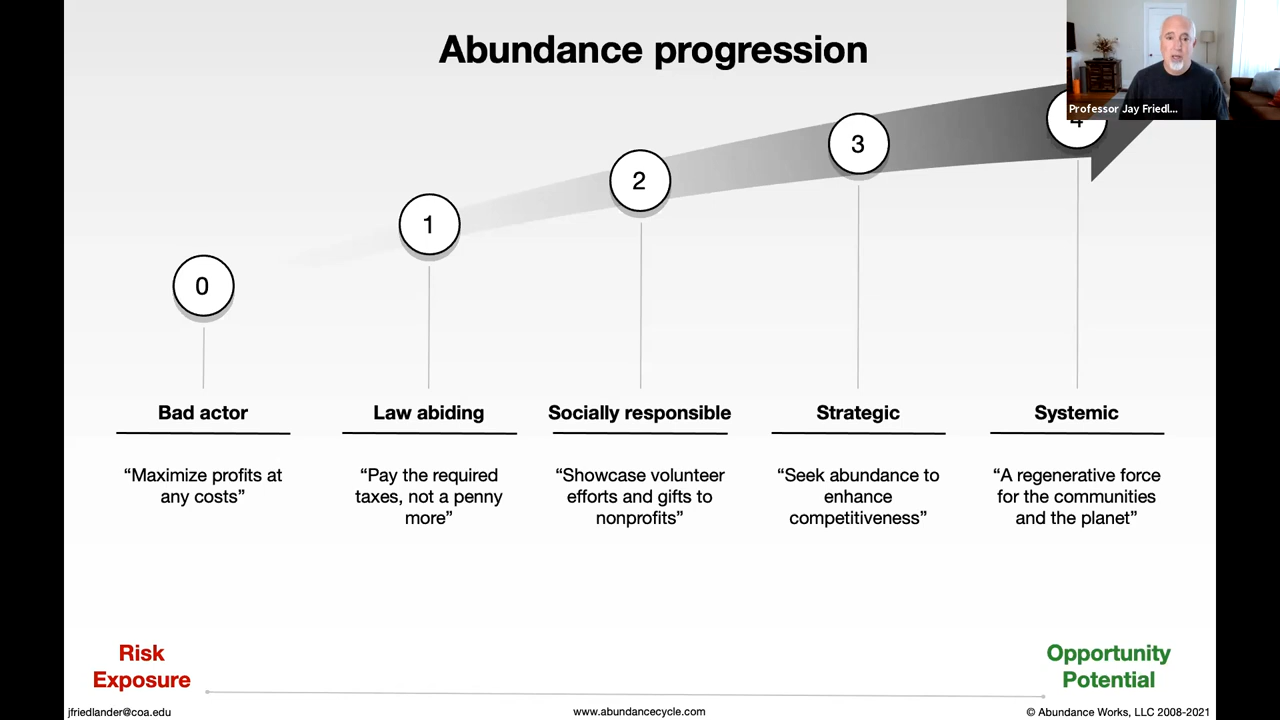 Abundance progression
Professor Jay Friedl...
4
3
2
1
0
Bad actor
Law abiding
Socially responsible
Strategic
Systemic
“Maximize profits at
any costs”
“Pay the required
taxes, not a penny
more”
“Showcase volunteer
efforts and gifts to
nonprofits”
“Seek abundance to
enhance
competitiveness”
“A regenerative force
for the communities
and the planet”
Risk
Exposure
Opportunity
Potential
jfriedlander@coa.edu
www.abundancecycle.com
© Abundance Works, LLC 2008-2021